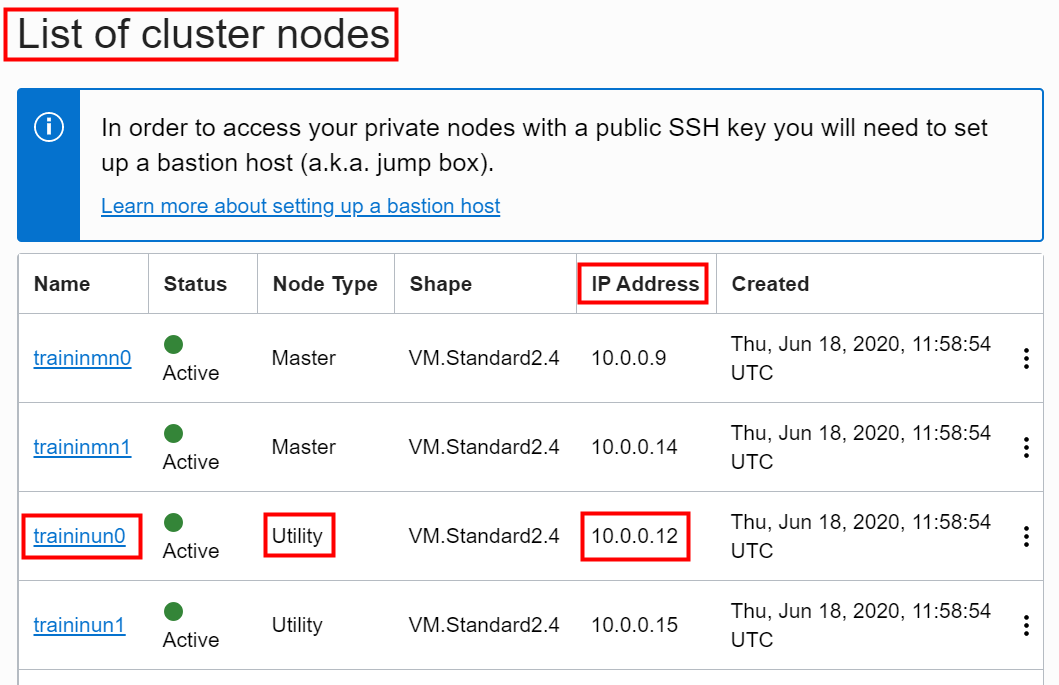 List of cluster nodes
In order to access your private nodes with a public SSH key you will need to set
up a bastion host (a.k.a. jump box).
Learn more about setting up a bastion host
Name Status Node Type Shape IP Address Created
traininmn0 Active Master VM.Standard2.4 10.0.0.9 Thu, Jun 18, 2020, 11:58:54
UTC
traininmn1 Active Master VM.Standard2.4 10.0.0.14 Thu, Jun 18, 2020, 11:58:54
UTC
traininun0 Active Utility VM.Standard2.4 10.0.0.12 Thu, Jun 18, 2020, 11:58:54
UTC
traininun1 Active Utility VM.Standard2.4 10.0.0.15 Thu, Jun 18, 2020, 11:58:54
UTC